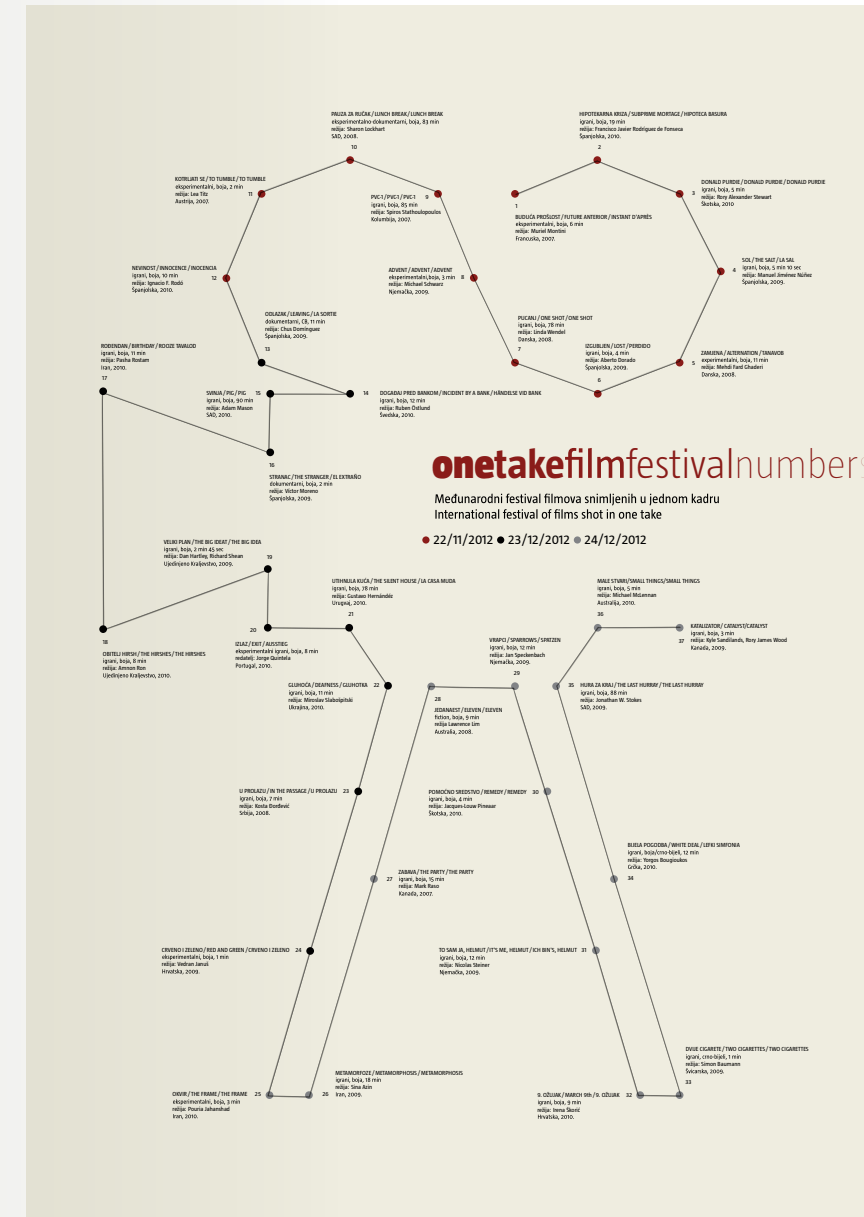 PAUZA ZA RUČAK / LUNCH BREAK / LUNCH BREAK
eksperimentalno dokumentarni, boja, 83 min
režija: Sharon Lockhart
SAD, 2008.
10
HIPOTEKARNA KRIZA / SUBPRIME MORTAGE / HIPOTECA BASURA
igrani, boja, 19 min
režija: Francisco Javier Rodriguez de Fonseca
Španjolska, 2010.
2
KOTRLJATI SE / TO TUMBLE / TO TUMBLE
eksperimentalni, boja, 2 min
režija: Lea Titz
Austrija, 2007.
11
PVC-1 / PVC-1 / PVC-1
igrani, boja, 85 min
režija: Spiros Stathoulopoulos
Kolumbija, 2007.
9
1
BUDUĆA PROŠLOST / FUTURE ANTERIOR / INSTANT D'APRÈS
eksperimentalni, boja, 6 min
režija: Muriel Montini
Francuska, 2007.
3
DONALD PURDIE / DONALD PURDIE / DONALD PURDIE
igrani, boja, 5 min
režija: Rory Alexander Stewart
Škotska, 2010
NEVINOST / INNOCENCE / INOCENCIA
igrani, boja, 10 min
režija: Ignacio F. Rodó
Španjolska, 2010.
12
ADVENT / ADVENT / ADVENT
eksperimentalni,boja, 3 min
režija: Michael Schwarz
Njemačka, 2009.
8
4
SOL / THE SALT / LA SAL
igrani, boja, 5 min 10 sec
režija: Manuel Jiménez Núñez
Španjolska, 2009.
ODLAZAK / LEAVING / LA SORTIE
dokumentarni, CB, 11 min
režija: Chus Dominguez
Španjolska, 2009.
13
PUCANJ / ONE SHOT / ONE SHOT
igrani, boja, 78 min
režija: Linda Wendel
Danska, 2008.
7
IZGUBLJEN / LOST / PERDIDO
igrani, boja, 4 min
režija: Alberto Dorado
Španjolska, 2009.
6
5
ZAMJENA / ALTERNATION / TANAVOB
experimentalni, boja, 11 min
režija: Mehdi Fard Ghaderi
Danska, 2008.
ROĐENDAN / BIRTHDAY / ROOZE TAVALOD
igrani, boja, 11 min
režija: Pasha Rostam
Iran, 2010.
17
SVINJA / PIG / PIG
igrani, boja, 90 min
režija: Adam Mason
SAD, 2010.
15
14
DOGAĐAJ PRED BANKOM / INCIDENT BY A BANK / HÄNDELSE VID BANK
igrani, boja, 12 min
režija: Ruben Östlund
Švedska, 2010.
16
STRANAC / THE STRANGER / EL EXTRAÑO
dokumentarni, boja, 2 min
režija: Victor Moreno
Španjolska, 2009.
onetakefilmfestivalnumbers
Međunarodni festival filmova snimljenih u jednom kadru
International festival of films shot in one take
22/11/2012 23/12/2012 24/12/2012
VELIKI PLAN / THE BIG IDEAT / THE BIG IDEA
igrani, boja, 2 min 45 sec
režija: Dan Hartley, Richard Shean
Ujedinjeno Kraljevstvo, 2009.
19
18
OBITELJ HIRSH / THE HIRSHES / THE HIRSHES
igrani, boja, 8 min
režija: Amnon Ron
Ujedinjeno Kraljevstvo, 2010.
20
IZLAZ / EXIT / AUSSTIEG
eksperimentalni igrani, boja, 8 min
redatelj: Jorge Quintela
Portugal, 2010.
UTIHNULA KUĆA / THE SILENT HOUSE / LA CASA MUDA
igrani, boja, 78 min
režija: Gustavo Hernández
Urugvaj, 2010.
21
MALE STVARI/SMALL THINGS/SMALL THINGS
igrani, boja, 5 min
režija: Michael McLennan
Australija, 2010.
36
37
KATALIZATOR/ CATALYST/CATALYST
igrani, boja, 3 min
režija: Kyle Sandilands, Rory James Wood
Kanada, 2009.
VRAPCI / SPARROWS / SPATZEN
igrani, boja, 12 min
režija: Jan Speckenbach
Njemačka, 2009.
29
GLUHOĆA / DEAFNESS / GLUHOTKA
igrani, boja, 11 min
režija: Miroslav Slabošpitski
Ukrajina, 2010.
22
28
JEDANAEST / ELEVEN / ELEVEN
fiction, boja, 9 min
režija Lawrence Lim
Australia, 2008.
35
HURA ZA KRAJ / THE LAST HURRAY / THE LAST HURRAY
igrani, boja, 88 min
režija: Jonathan W. Stokes
SAD, 2009.
U PROLAZU / IN THE PASSAGE / U PROLAZU
igrani, boja, 7 min
režija: Kosta Đorđević
Srbija, 2008.
23
POMOĆNO SREDSTVO / REMEDY / REMEDY
igrani, boja, 4 min
režija: Jacques-Louw Pinwaar
Škotska, 2010.
30
BIJELA POGODBA / WHITE DEAL / LEFKI SIMFONIA
igrani, boja/crno-bijeli, 12 min
režija: Yorgos Bougioukos
Grčka, 2010.
34
27
ZABAVA / THE PARTY / THE PARTY
igrani, boja, 15 min
režija: Mark Raso
Kanada, 2007.
CRVENO I ZELENO / RED AND GREEN / CRVENO I ZELENO
eksperimentalni, boja, 1 min
režija: Vedran Januš
Hrvatska, 2009.
24
TO SAM JA, HELMUT / IT'S ME, HELMUT / ICH BIN'S, HELMUT
igrani, boja, 12 min
režija: Nicolas Steiner
Njemačka, 2009.
31
DVIJE CIGARETE / TWO CIGARETTES / TWO CIGARETTES
igrani, crno-bijeli, 1 min
režija: Simon Baumann
Švicarska, 2009.
33
OKVIR / THE FRAME / THE FRAME
eksperimentalni, boja, 3 min
režija: Pouria Jahanshad
Iran, 2010.
25
METAMORFOZE / METAMORPHOSIS / METAMORPHOSIS
igrani, boja, 18 min
režija: Sina Azin
Iran, 2009.
26
9. OŽUJAK / MARCH 9th / 9. OŽUJAK
igrani, boja, 9 min
režija: Irena Škorić
Hrvatska, 2010.
32